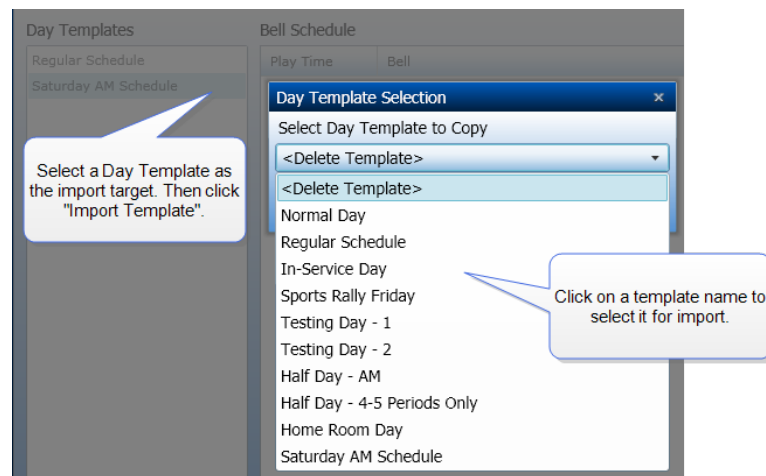 Day Templates
Bell Schedule
Regular Schedule
Saturday AM Schedule
Play Time
Bell
Day Template Selection
×
Select Day Template to Copy
<Delete Template>
<Delete Template>
Normal Day
Regular Schedule
In-Service Day
Sports Rally Friday
Testing Day - 1
Testing Day - 2
Half Day - AM
Half Day - 4-5 Periods Only
Home Room Day
Saturday AM Schedule
Select a Day Template as
the import target. Then click
"Import Template".
Click on a template name to
select it for import.